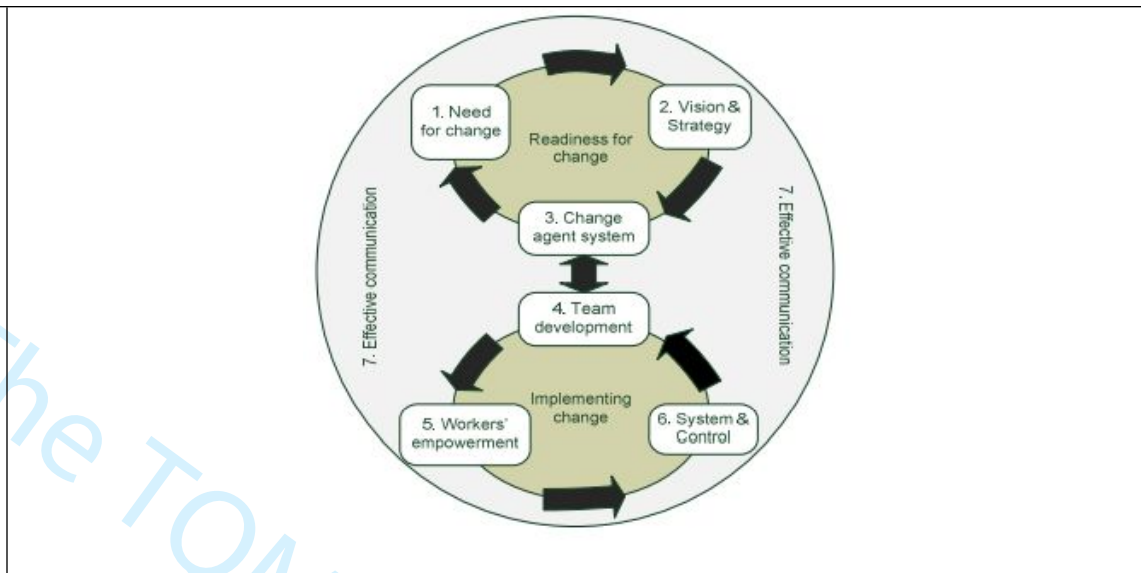 1. Need
for change
2. Vision &
Strategy
Readiness for
change
3. Change
agent system
7. Effective communication
7. Effective communication
4. Team
development
Implementing
change
5. Workers'
empowerment
6. System &
Control
The